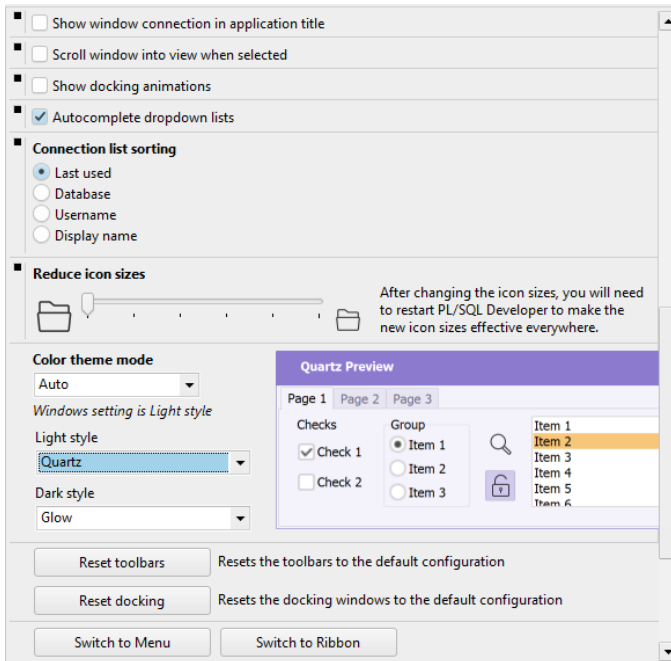 Show window connection in application title
Scroll window into view when selected
Show docking animations
Autocomplete dropdown lists
Connection list sorting
Last used
Database
Username
Display name
Reduce icon sizes
After changing the icon sizes, you will need
to restart PL/SQL Developer to make the
new icon sizes effective everywhere.
Color theme mode
Auto
Windows setting is Light style
Light style
Quartz
Dark style
Glow
Quartz Preview
Page 1 Page 2 Page 3
Checks
Check 1
Check 2
Group
Item 1
Item 2
Item 3
Item 1
Item 2
Item 3
Item 4
Item 5
Item 6
Reset toolbars Resets the toolbars to the default configuration
Reset docking Resets the docking windows to the default configuration
Switch to Menu Switch to Ribbon